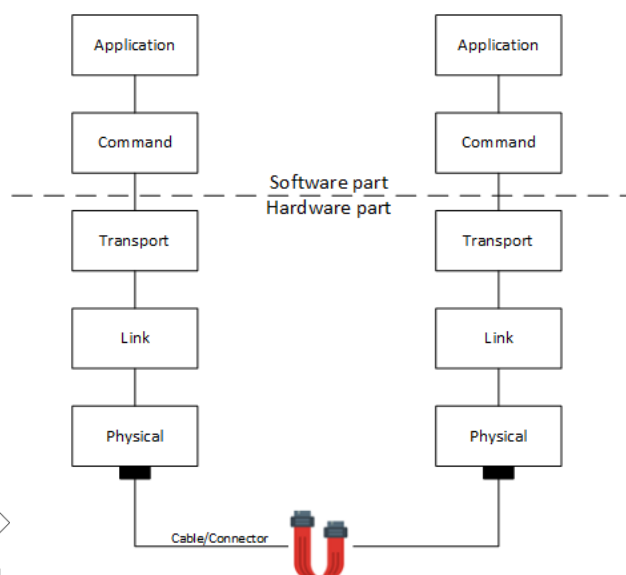 Application
Application
Command
Command
Software part
Hardware part
Transport
Transport
Link
Link
Physical
Physical
Cable/Connector